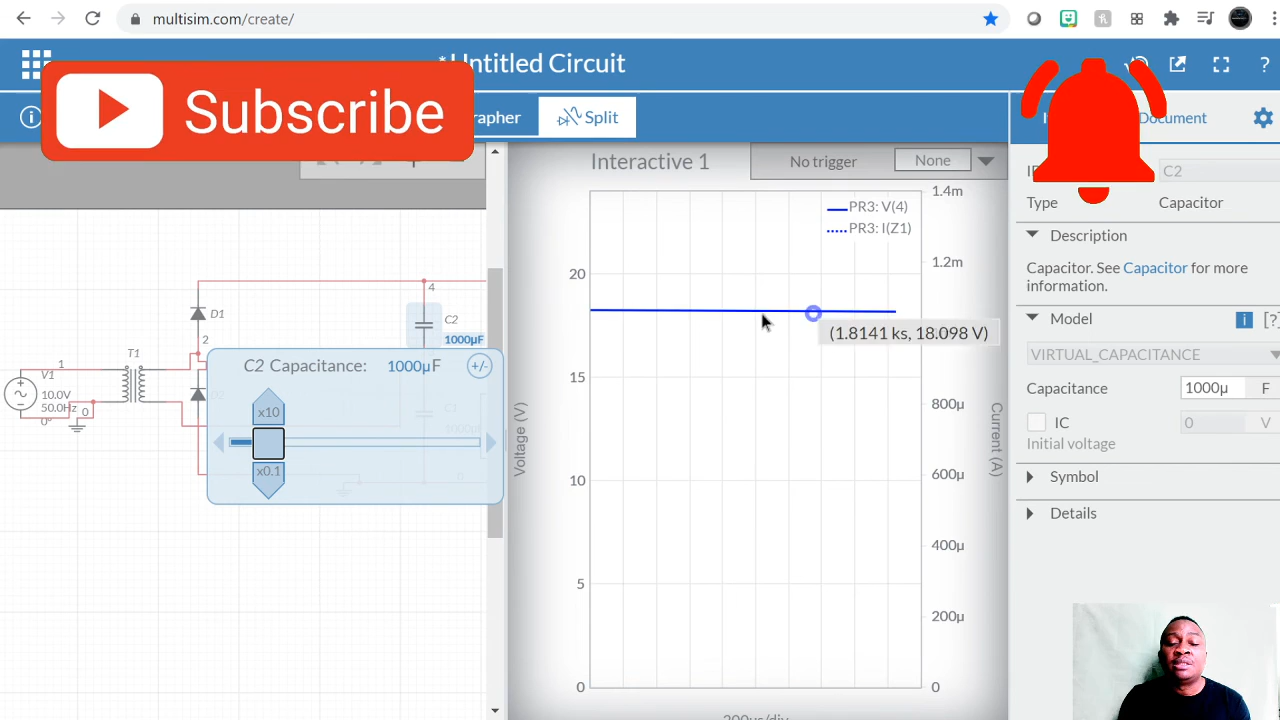 multisim.com/create/
*Untitled Circuit
Subscribe
rapher
Split
Document
Interactive 1
No trigger
None
ID
C2
Type
Capacitor
Description
Capacitor. See Capacitor for more
information.
Model
i
[?]
VIRTUAL_CAPACITANCE
Capacitance
1000µ
F
IC
0
V
Initial voltage
Symbol
Details
PR3: V(4)
PR3: I(Z1)
1.4m
1.2m
800µ
600µ
400µ
200µ
0
20
15
10
5
0
Voltage (V)
Current (A)
(1.8141 ks, 18.098 V)
200us/div
4
C2
1000µF
D1
2
T1
1
V1
10.0V
50.0Hz
0°
0
C2 Capacitance:
1000µF
+/-
x10
x0.1